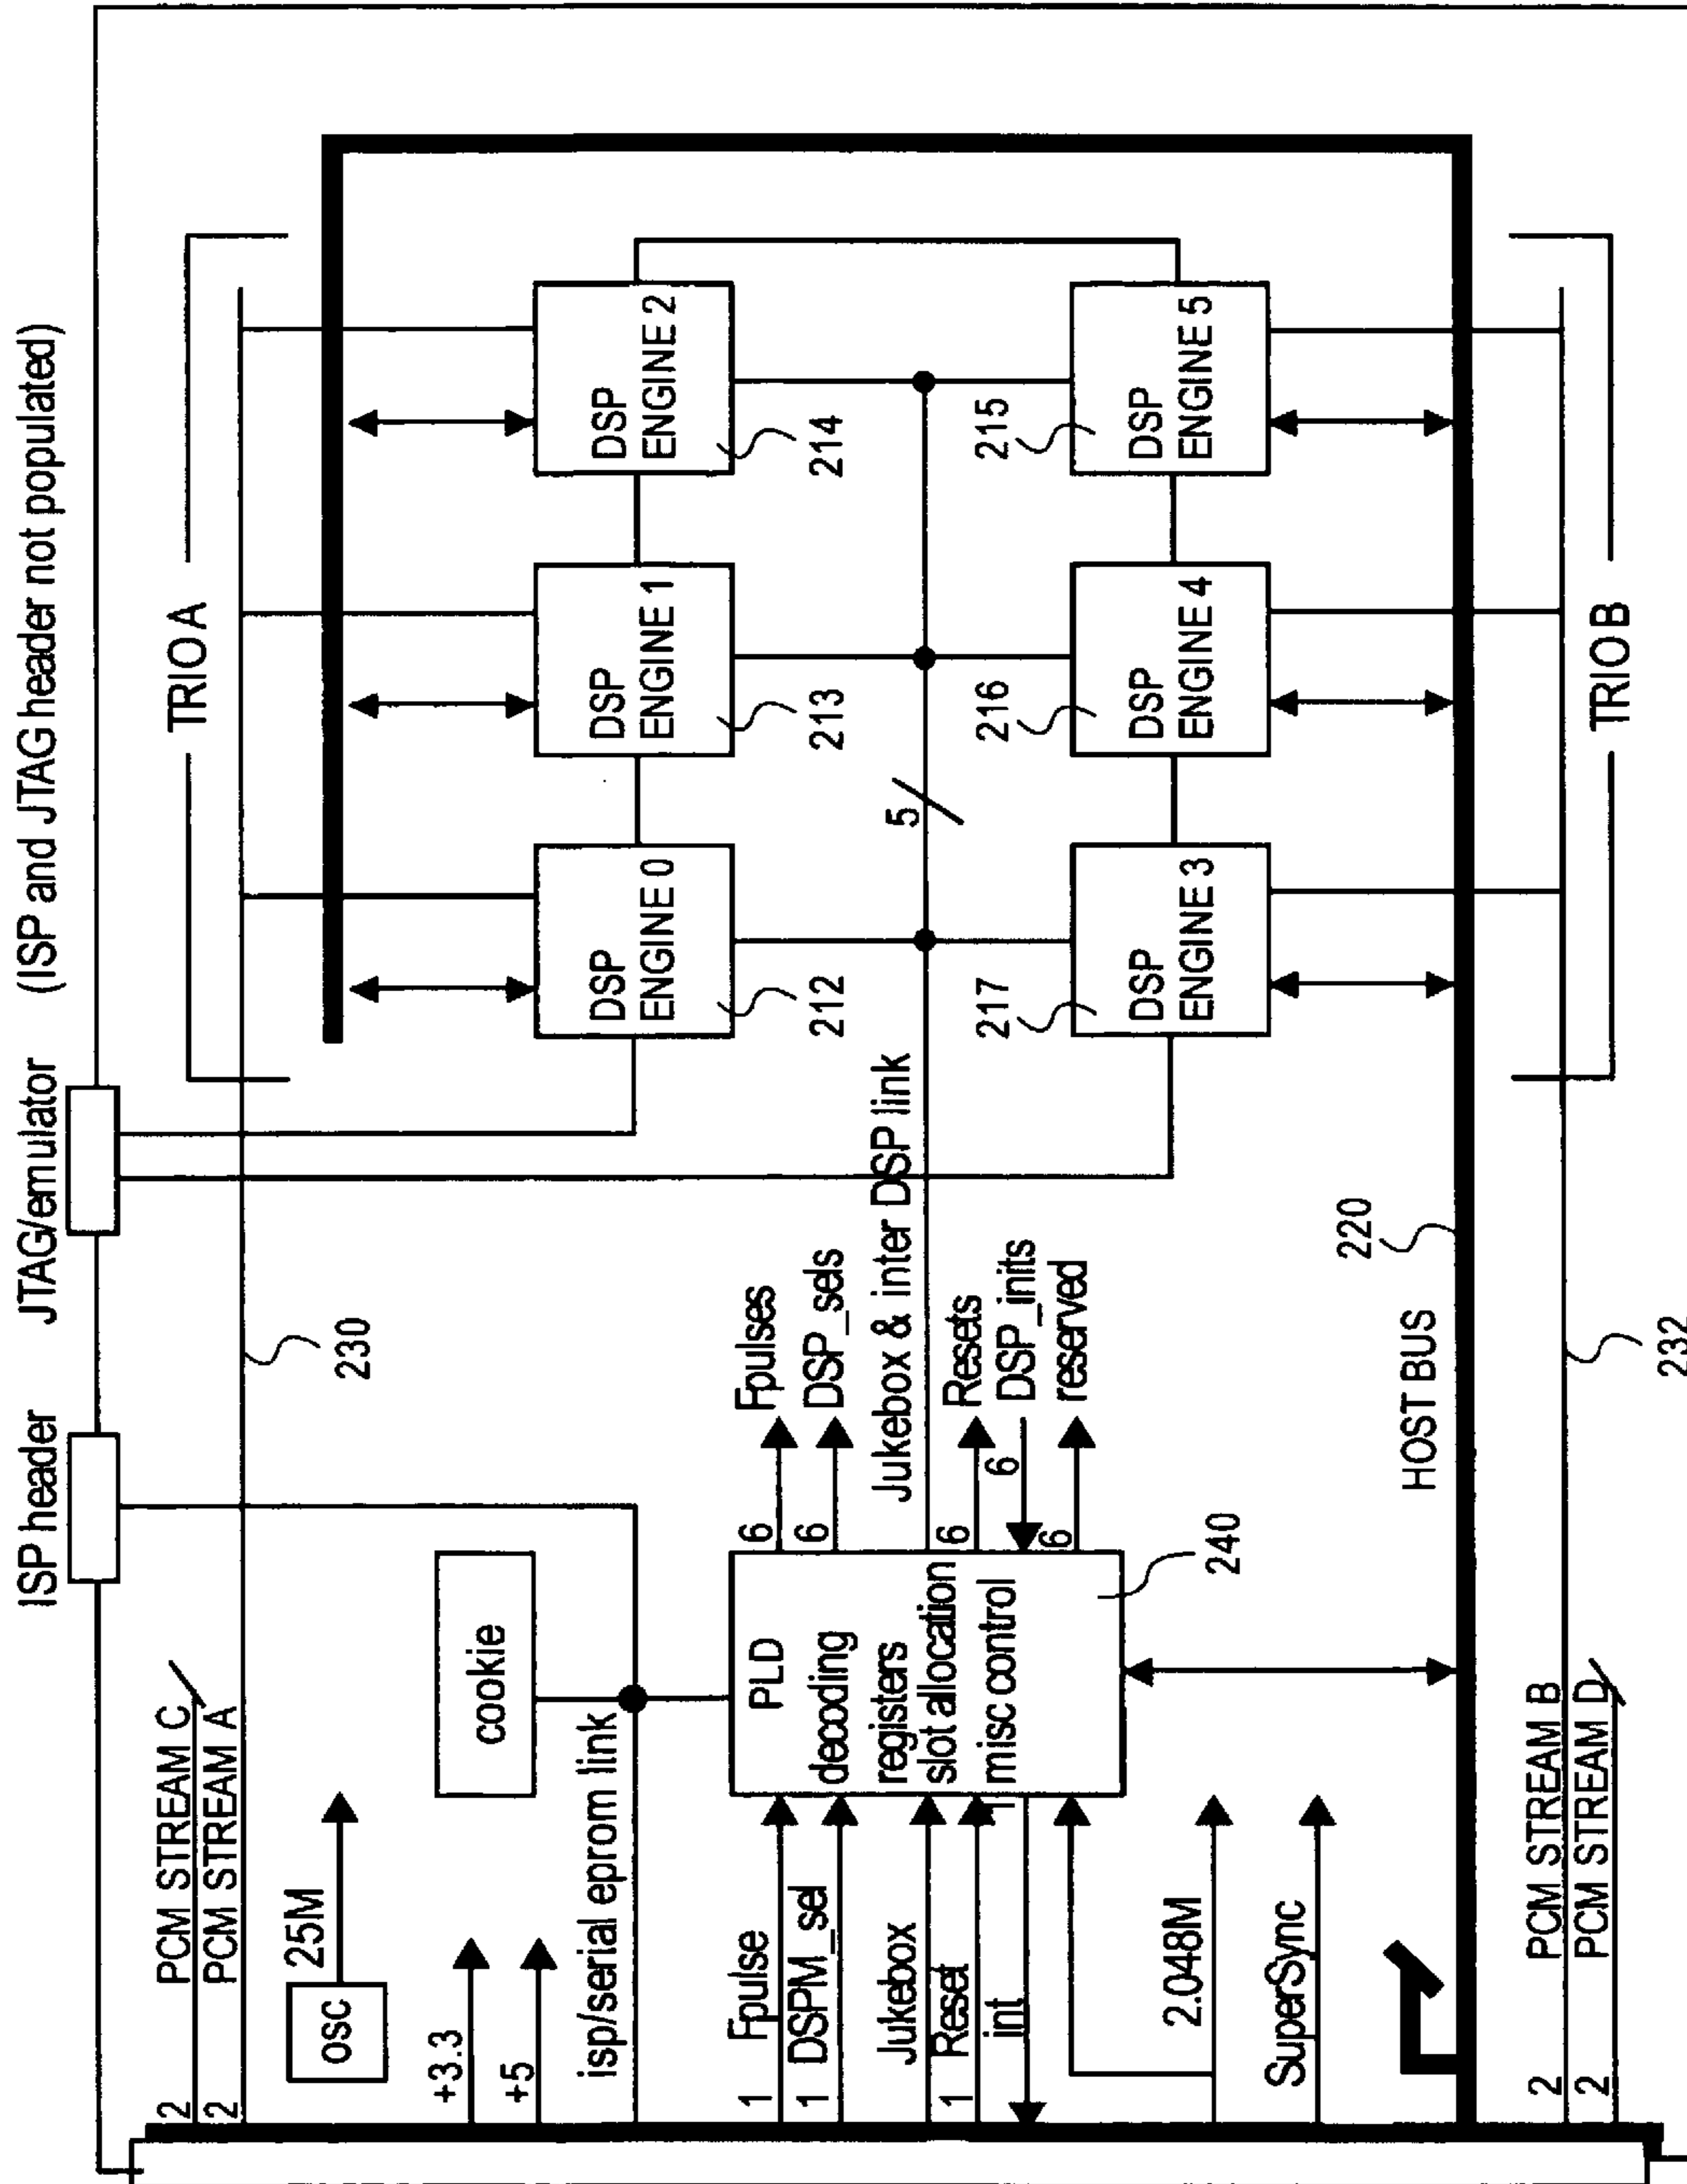 ISP header
JTAG/emulator
(ISP and JTAG header not populated)
2
PCM STREAM C
2
PCM STREAM A
230
TRIO A
osc
25M
+3.3
+5
cookie
isp/serial eprom link
DSP
ENGINE 0
212
DSP
ENGINE 1
213
DSP
ENGINE 2
214
1
Fpulse
1
DSPM_sel
Jukebox
1
Reset
int
1
PLD
decoding
registers
slot allocation
misc control
240
6
Fpulses
6
DSP_sels
Jukebox & inter DSP link
5
6
Resets
6
DSP_inits
6
reserved
217
DSP
ENGINE 3
216
DSP
ENGINE 4
215
DSP
ENGINE 5
2.048M
SuperSync
HOST BUS
220
2
PCM STREAM B
2
PCM STREAM D
232
TRIO B